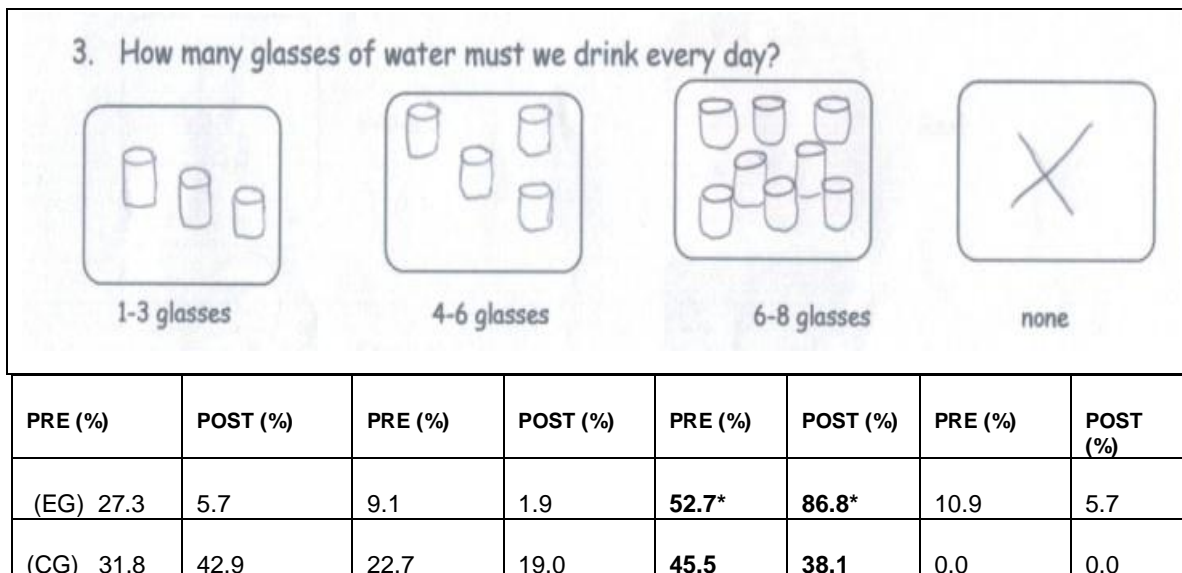 3. How many glasses of water must we drink every day?
1-3 glasses 4-6 glasses 6-8 glasses none
PRE (%) POST (%) PRE (%) POST (%) PRE (%) POST (%) PRE (%) POST
(%)
(EG) 27.3 5.7 9.1 1.9 52.7* 86.8* 10.9 5.7
(CG) 31.8 42.9 22.7 19.0 45.5 38.1 0.0 0.0